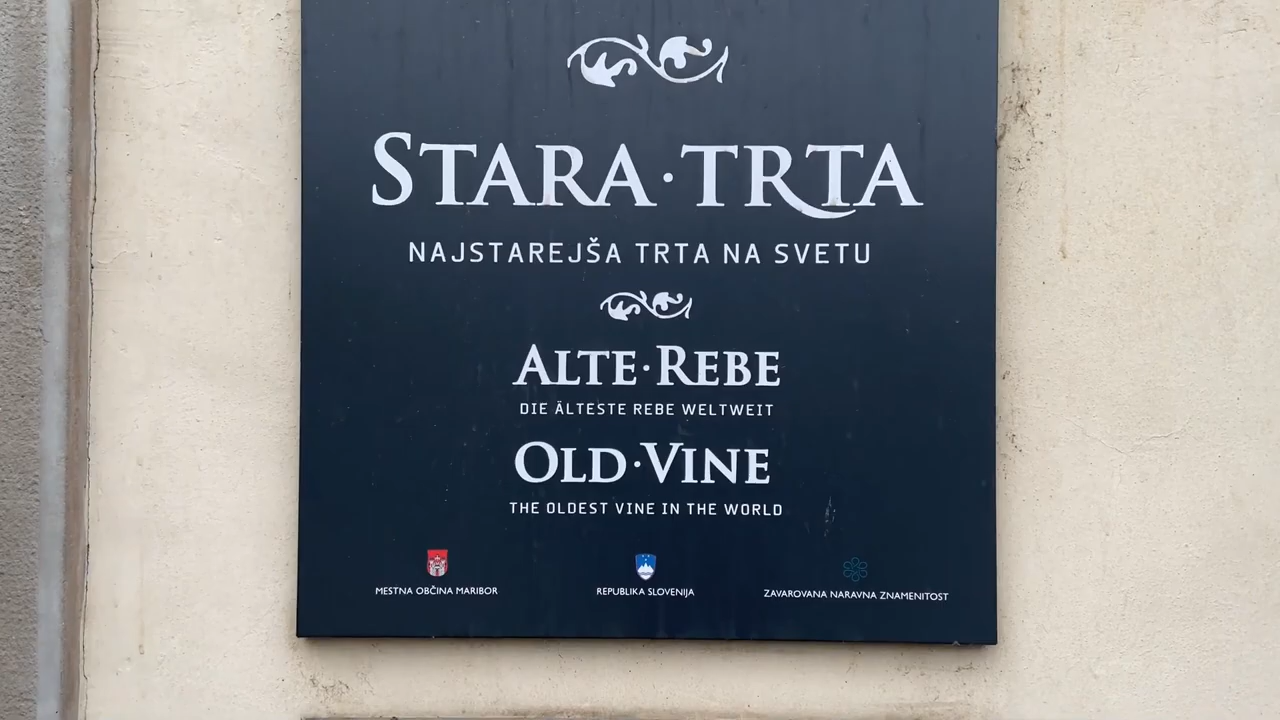 STARA·TRTA
NAJSTAREJŠA TRTA NA SVETU
ALTE·REBE
DIE ÄLTESTE REBE WELTWEIT
OLD·VINE
THE OLDEST VINE IN THE WORLD
MESTNA OBČINA MARIBOR
REPUBLIKA SLOVENIJA
ZAVAROVANA NARAVNA ZNAMENITOST